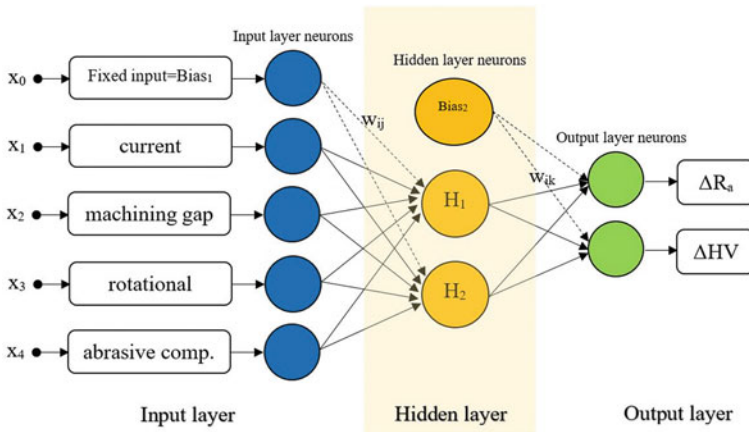 Input layer neurons
Hidden layer neurons
Output layer neurons
x₀
Fixed input=Bias₁
x₁
current
x₂
machining gap
x₃
rotational
x₄
abrasive comp.
wᵢⱼ
Bias₂
H₁
H₂
wᵢₖ
ΔRₐ
ΔHV
Input layer
Hidden layer
Output layer